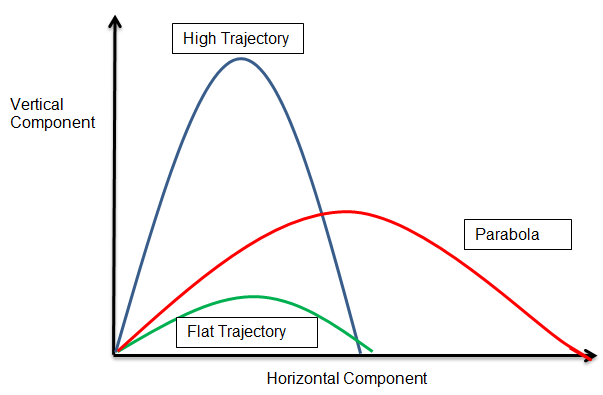 High Trajectory
Vertical
Component
Parabola
Flat Trajectory
Horizontal Component